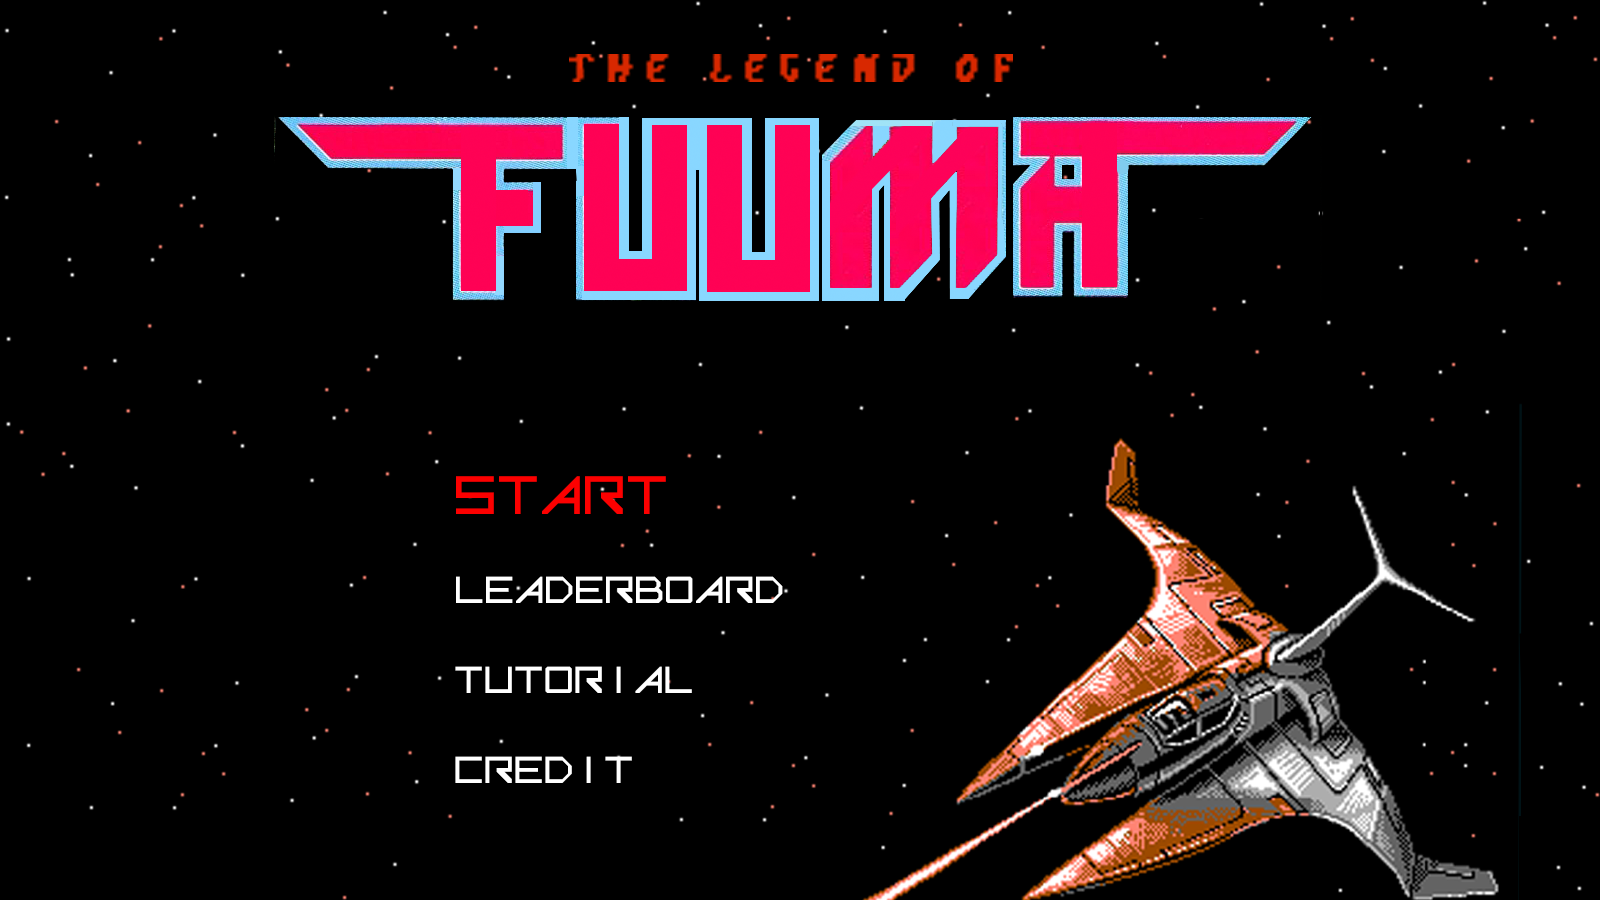 THE LEGEND OF
FUUMA
START
LEADERBOARD
TUTORIAL
CREDIT